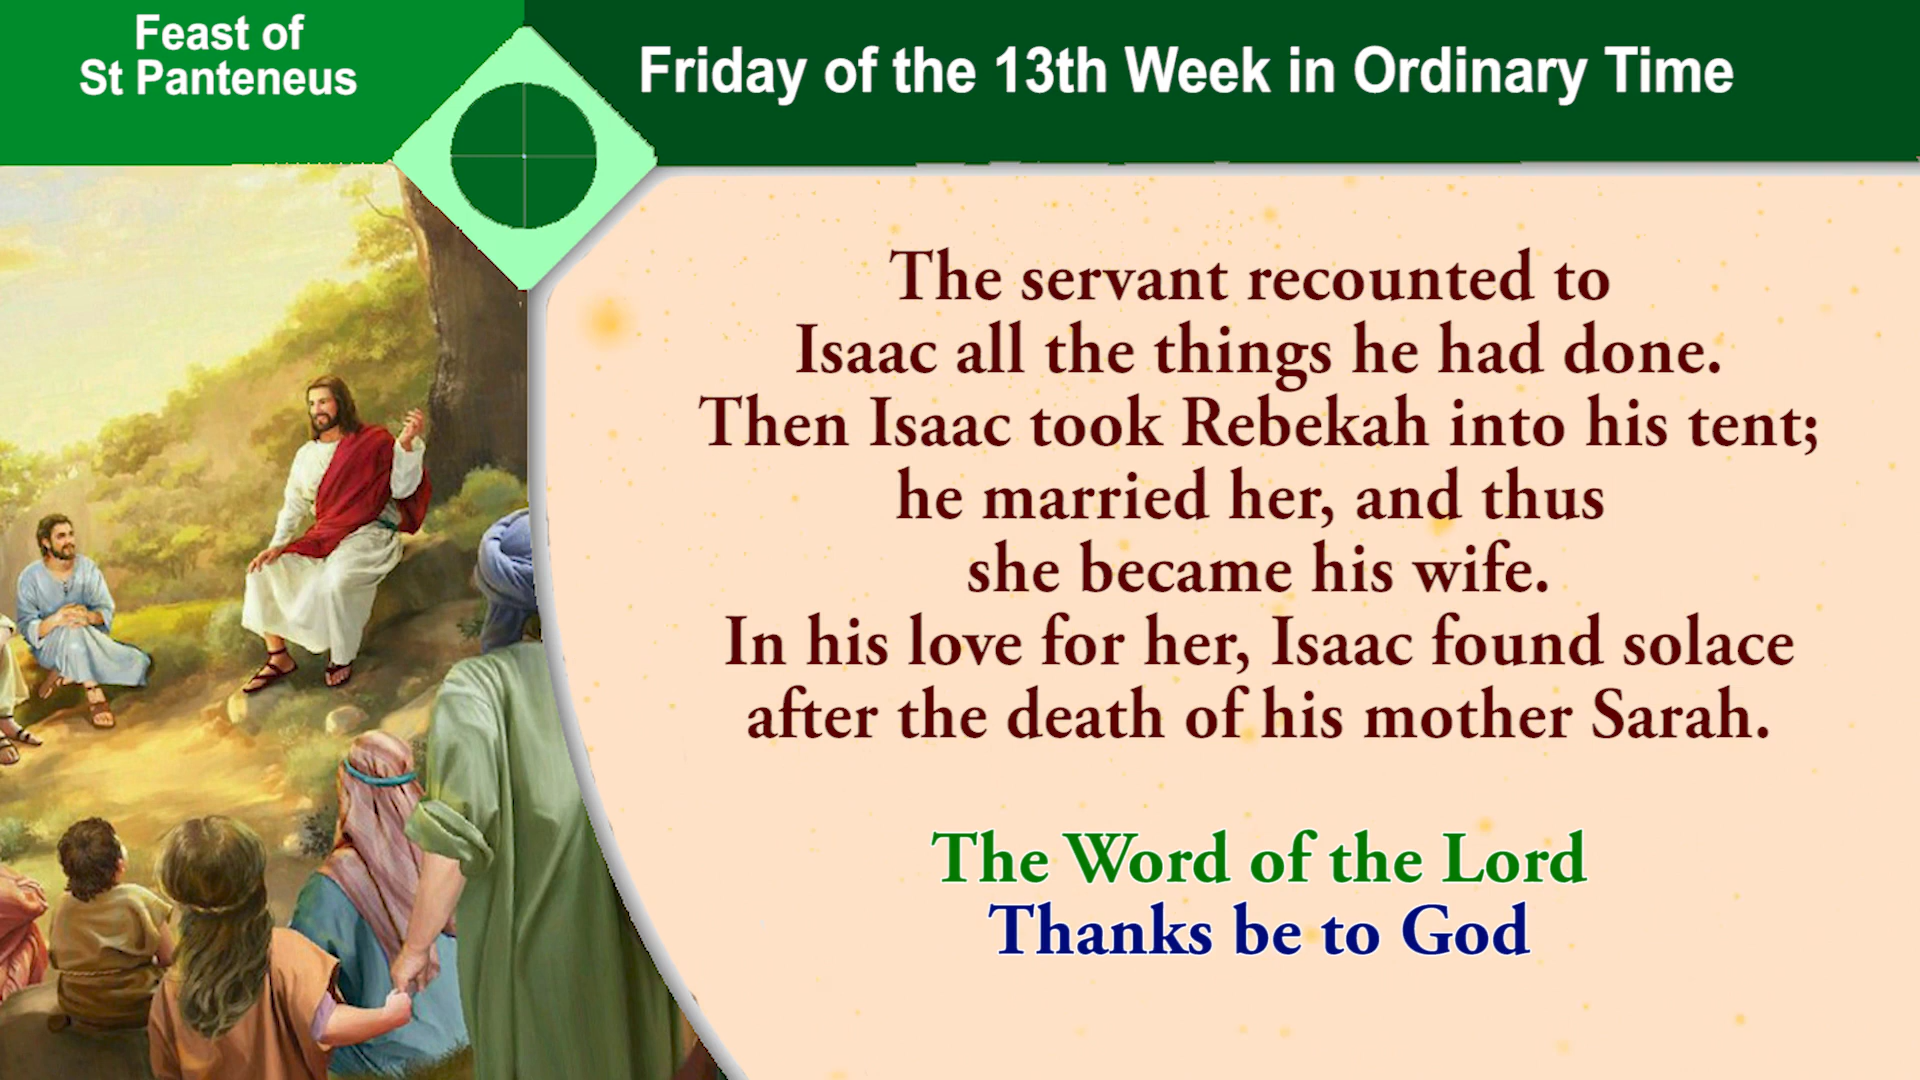 Feast of
St Panteneus
Friday of the 13th Week in Ordinary Time
The servant recounted to
Isaac all the things he had done.
Then Isaac took Rebekah into his tent;
he married her, and thus
she became his wife.
In his love for her, Isaac found solace
after the death of his mother Sarah.
The Word of the Lord
Thanks be to God